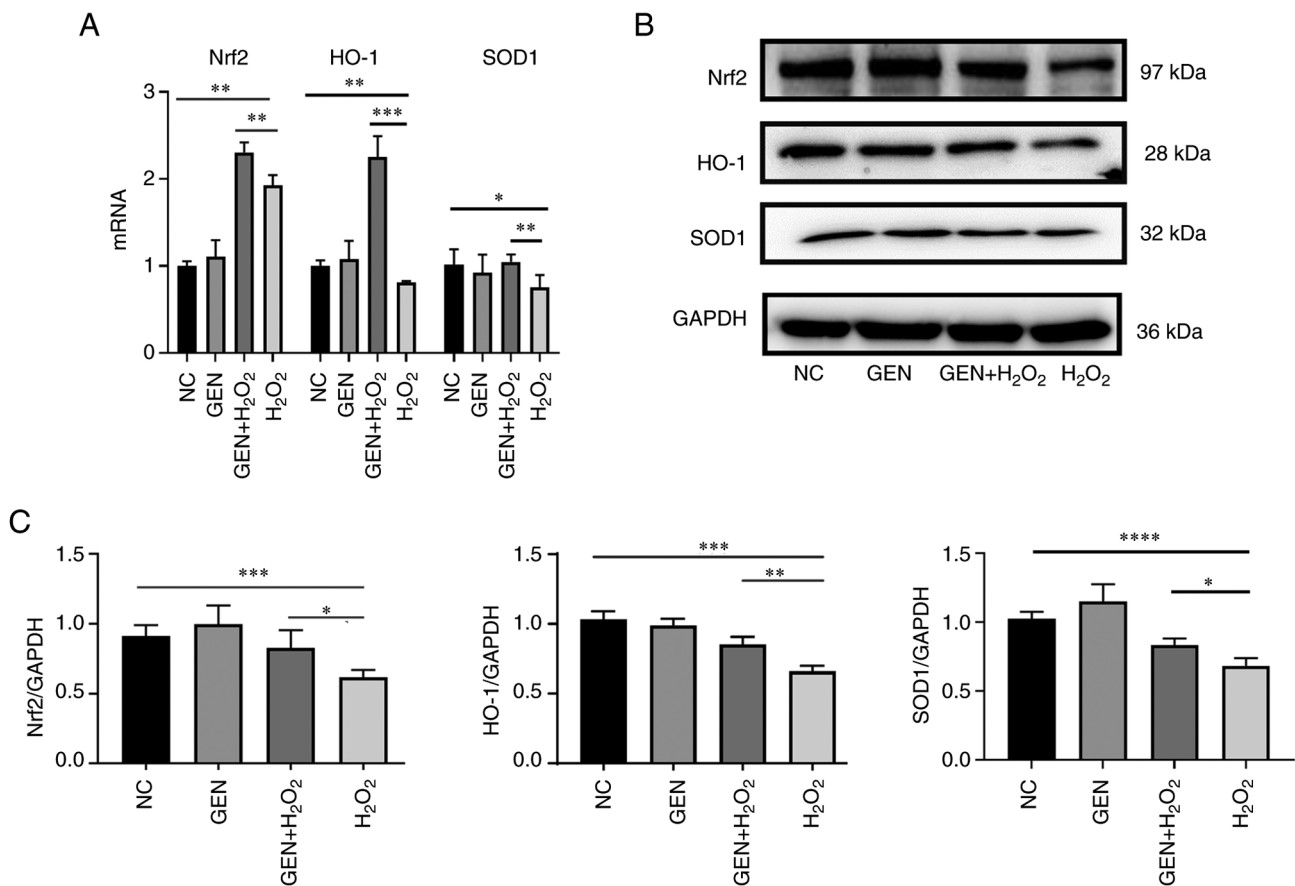 A
Nrf2 HO-1 SOD1
mRNA
3
2
1
0
** ** ** *** * **
NC GEN GEN+H₂O₂ H₂O₂ NC GEN GEN+H₂O₂ H₂O₂ NC GEN GEN+H₂O₂ H₂O₂
B
Nrf2 97 kDa
HO-1 28 kDa
SOD1 32 kDa
GAPDH 36 kDa
NC GEN GEN+H₂O₂ H₂O₂
C
Nrf2/GAPDH
1.5
1.0
0.5
0.0
*** *
NC GEN GEN+H₂O₂ H₂O₂
HO-1/GAPDH
1.5
1.0
0.5
0.0
*** **
NC GEN GEN+H₂O₂ H₂O₂
SOD1/GAPDH
1.5
1.0
0.5
0.0
**** *
NC GEN GEN+H₂O₂ H₂O₂